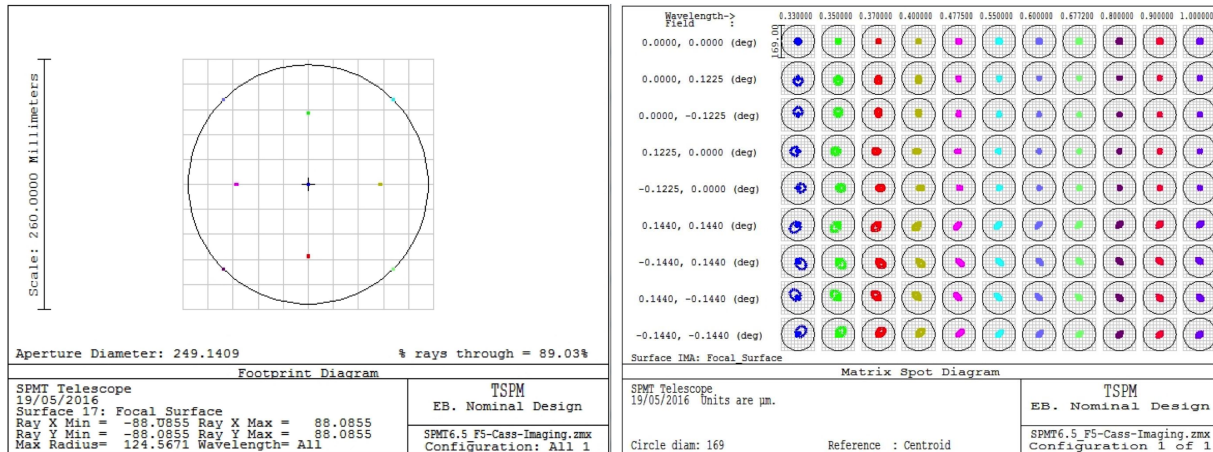 Scale: 260.0000 Millimeters
Aperture Diameter: 249.1409
% rays through = 89.03%
Footprint Diagram
SPMT Telescope
19/05/2016
Surface 17: Focal Surface
Ray X Min = -88.0855 Ray X Max = 88.0855
Ray Y Min = -88.0855 Ray Y Max = 88.0855
Max Radius= 124.5671 Wavelength= All
TSPM
EB. Nominal Design
SPMT6.5_F5-Cass-Imaging.zmx
Configuration: All 1
Wavelength-> 0.330000 0.350000 0.370000 0.400000 0.477500 0.550000 0.600000 0.677200 0.800000 0.900000 1.000000
Field :
169.00
0.0000, 0.0000 (deg)
0.0000, 0.1225 (deg)
0.0000, -0.1225 (deg)
0.1225, 0.0000 (deg)
-0.1225, 0.0000 (deg)
0.1440, 0.1440 (deg)
-0.1440, 0.1440 (deg)
0.1440, -0.1440 (deg)
-0.1440, -0.1440 (deg)
Surface IMA: Focal_Surface
Matrix Spot Diagram
SPMT Telescope
19/05/2016 Units are µm.
Circle diam: 169 Reference : Centroid
TSPM
EB. Nominal Design
SPMT6.5_F5-Cass-Imaging.zmx
Configuration 1 of 1